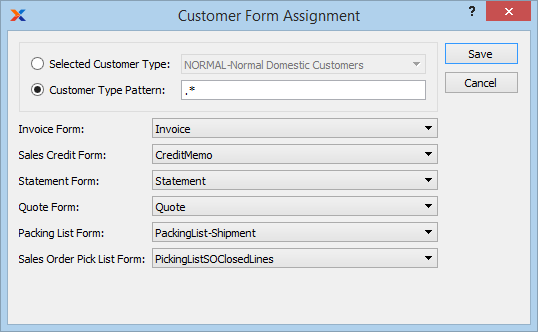 Customer Form Assignment
?
Selected Customer Type: NORMAL-Normal Domestic Customers
Save
Customer Type Pattern: .*
Cancel
Invoice Form: Invoice
Sales Credit Form: CreditMemo
Statement Form: Statement
Quote Form: Quote
Packing List Form: PackingList-Shipment
Sales Order Pick List Form: PickingListSOClosedLines